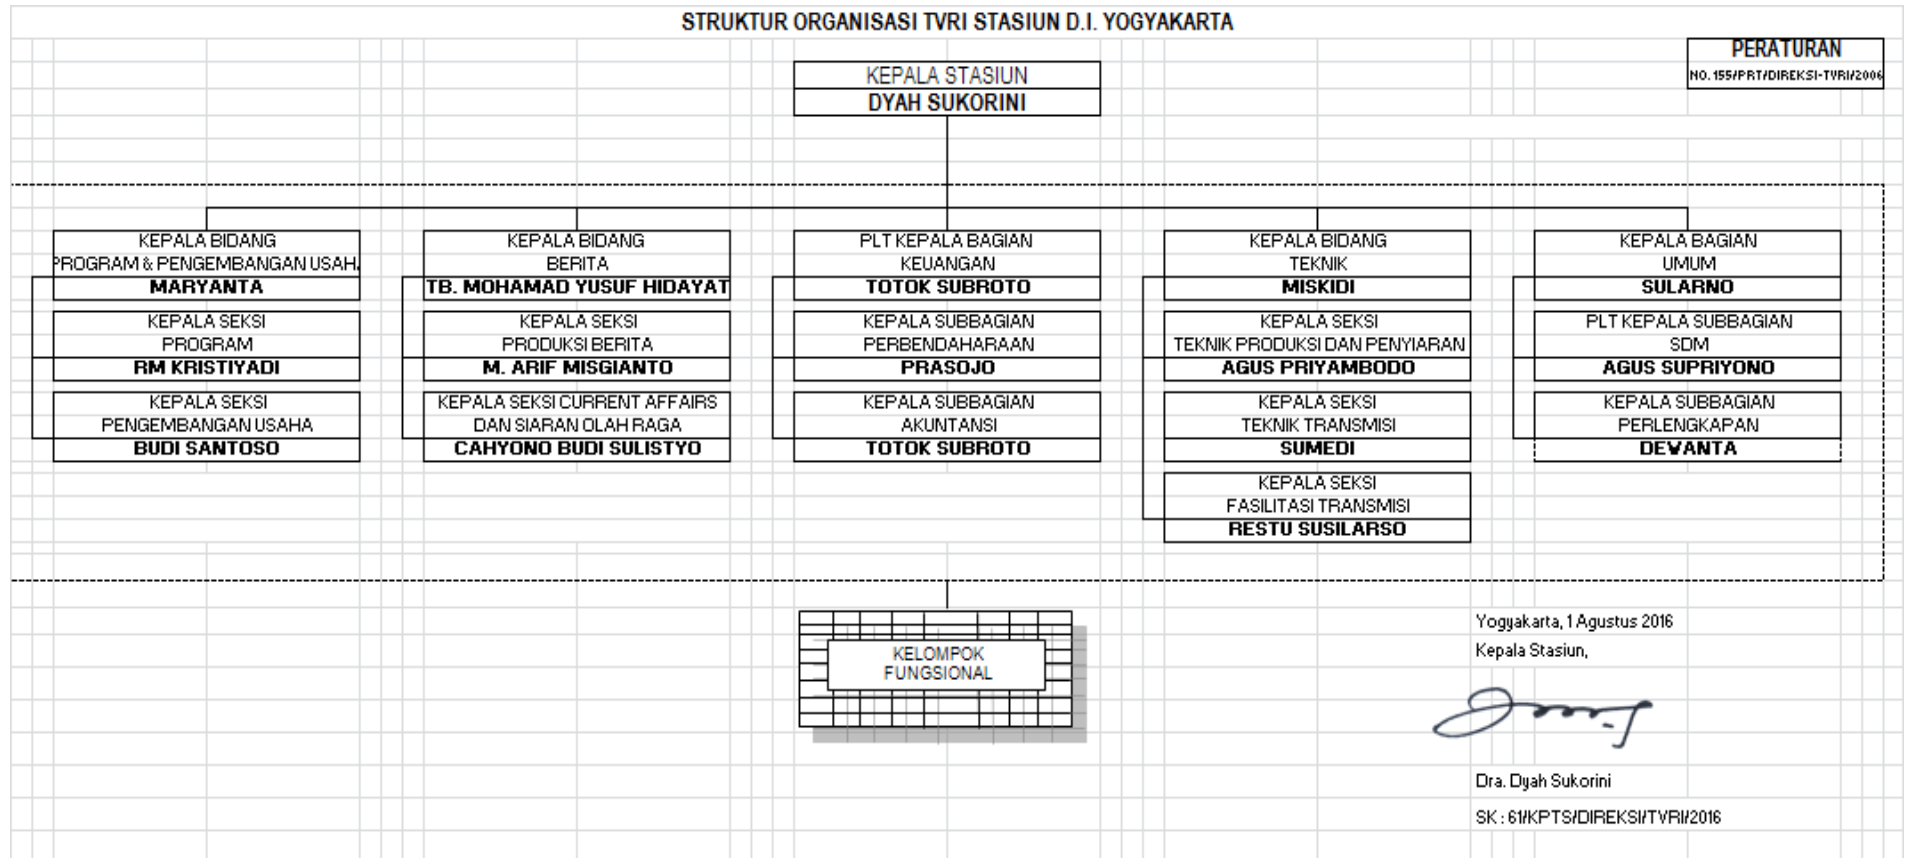 STRUKTUR ORGANISASI TVRI STASIUN D.I. YOGYAKARTA
PERATURAN
NO. 155/PRT/DIREKSI-TVRI/2006
KEPALA STASIUN
DYAH SUKORINI
KEPALA BIDANG
PROGRAM & PENGEMBANGAN USAHA
MARYANTA
KEPALA SEKSI
PROGRAM
RM KRISTIYADI
KEPALA SEKSI
PENGEMBANGAN USAHA
BUDI SANTOSO
KEPALA BIDANG
BERITA
TB. MOHAMAD YUSUF HIDAYAT
KEPALA SEKSI
PRODUKSI BERITA
M. ARIF MISGIANTO
KEPALA SEKSI CURRENT AFFAIRS
DAN SIARAN OLAH RAGA
CAHYONO BUDI SULISTYO
PLT KEPALA BAGIAN
KEUANGAN
TOTOK SUBROTO
KEPALA SUBBAGIAN
PERBENDAHARAAN
PRASOJO
KEPALA SUBBAGIAN
AKUNTANSI
TOTOK SUBROTO
KEPALA BIDANG
TEKNIK
MISKIDI
KEPALA SEKSI
TEKNIK PRODUKSI DAN PENYIARAN
AGUS PRIYAMBODO
KEPALA SEKSI
TEKNIK TRANSMISI
SUMEDI
KEPALA SEKSI
FASILITASI TRANSMISI
RESTU SUSILARSO
KEPALA BAGIAN
UMUM
SULARNO
PLT KEPALA SUBBAGIAN
SDM
AGUS SUPRIYONO
KEPALA SUBBAGIAN
PERLENGKAPAN
DEWANTA
KELOMPOK
FUNGSIONAL
Yogyakarta, 1 Agustus 2016
Kepala Stasiun,
Dra. Dyah Sukorini
SK : 61/KPTS/DIREKSI/TVRI/2016